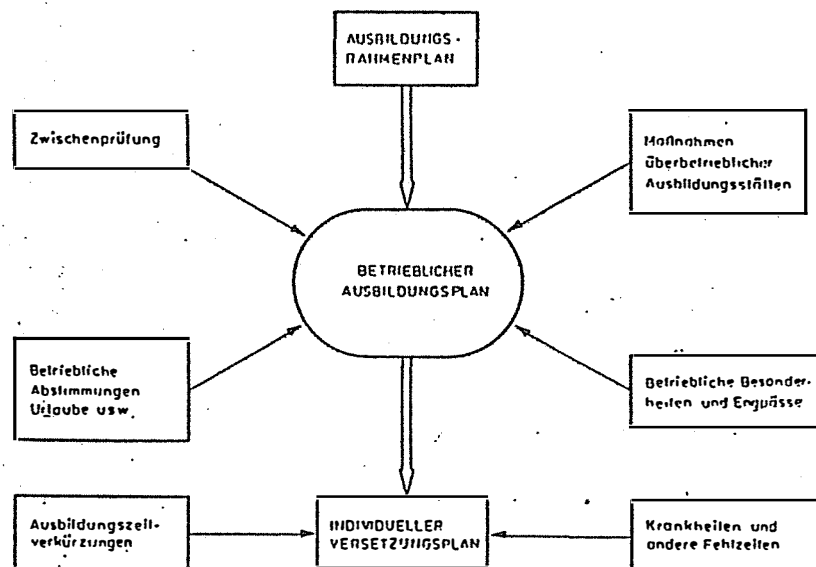 AUSBILDUNGS-
RAHMENPLAN
Zwischenprüfung
Maßnahmen
überbetrieblicher
Ausbildungsstätten
BETRIEBLICHER
AUSBILDUNGSPLAN
Betriebliche
Abstimmungen
Urlaube usw.
Betriebliche Besonder-
heiten und Engpässe
Ausbildungszeit-
verkürzungen
INDIVIDUELLER
VERSETZUNGSPLAN
Krankheiten und
andere Fehlzeiten